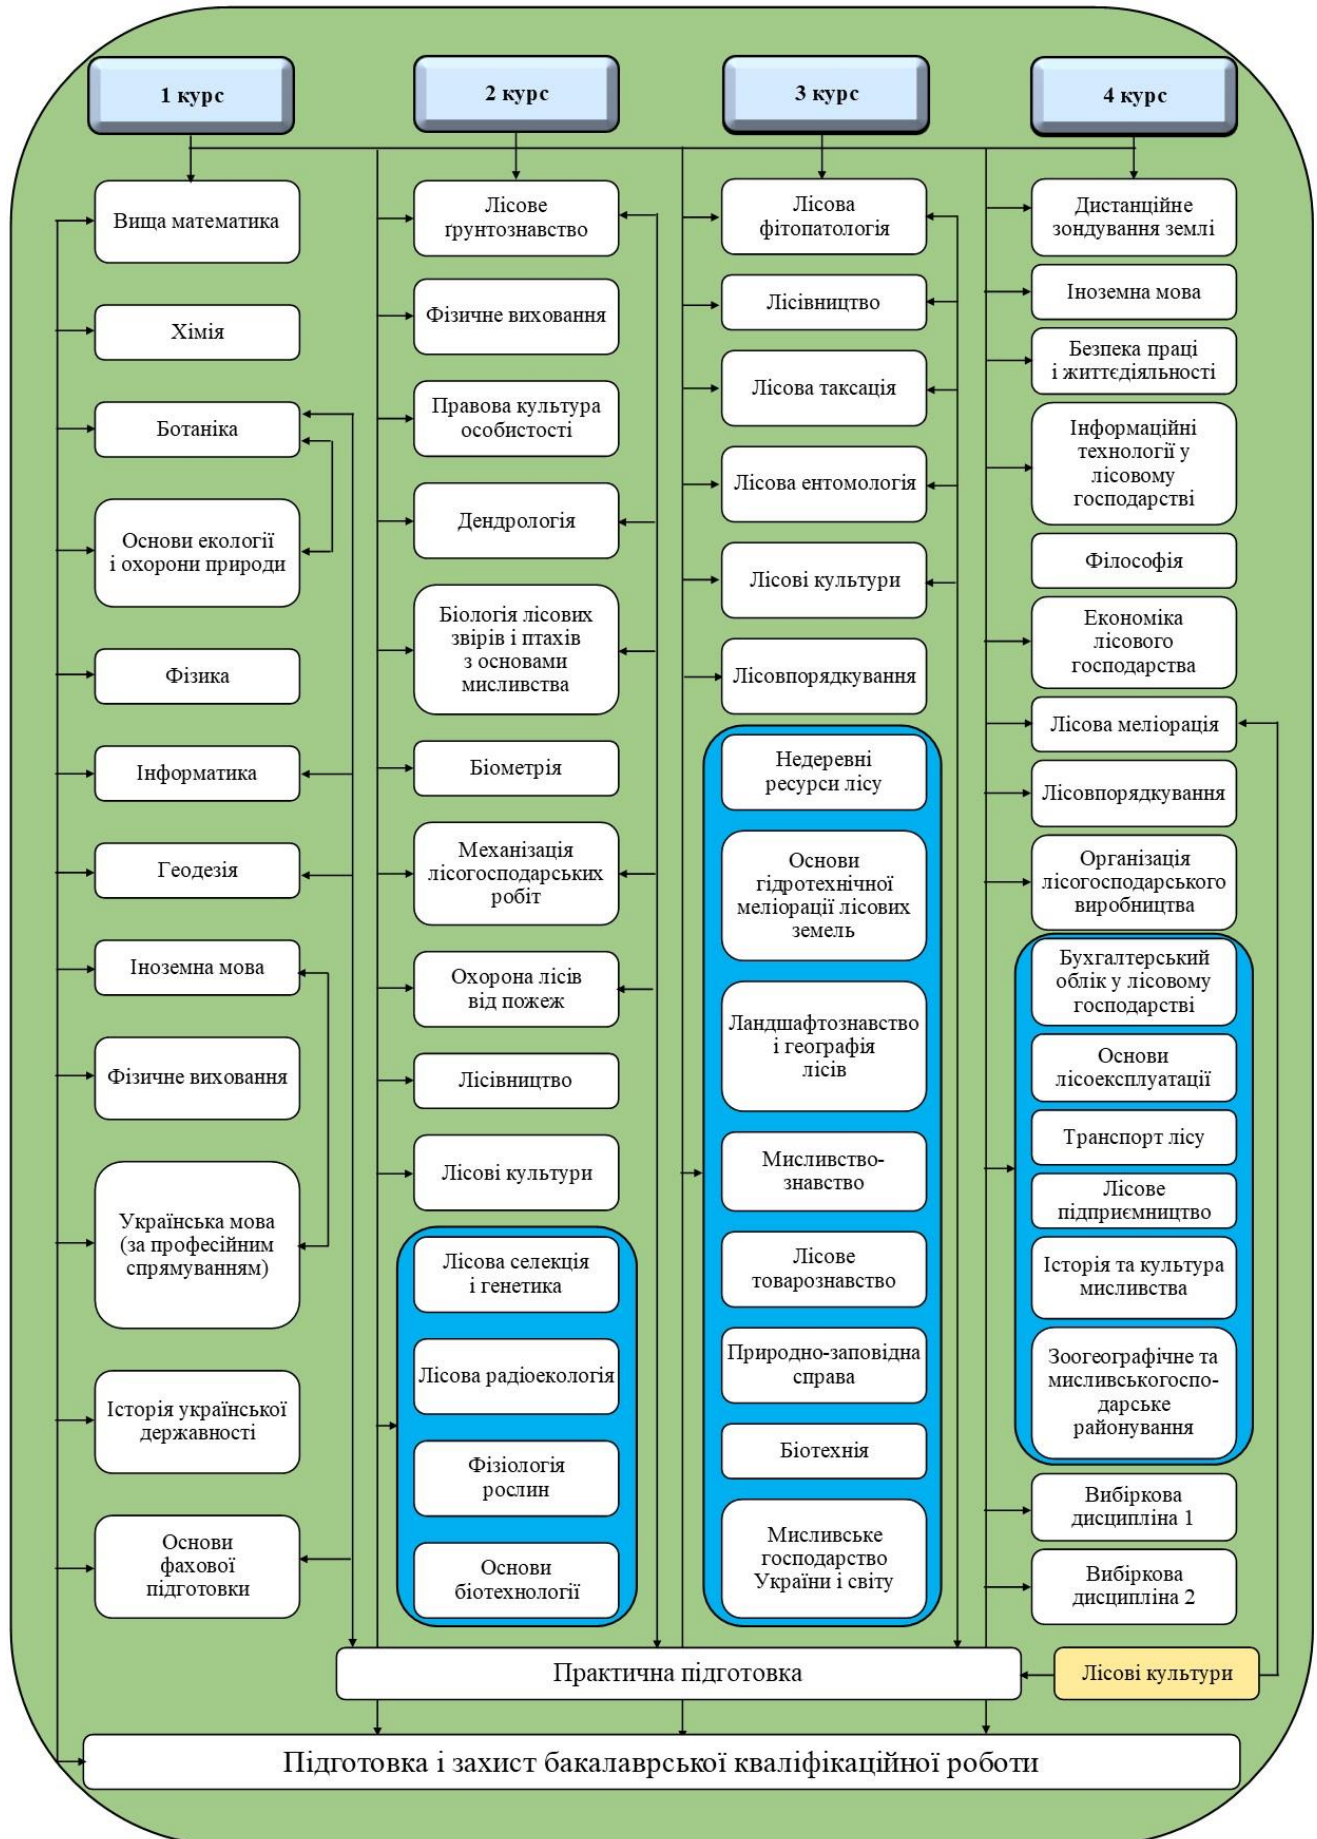 1 курс
Вища математика
Хімія
Ботаніка
Основи екології
і охорони природи
Фізика
Інформатика
Геодезія
Іноземна мова
Фізичне виховання
Українська мова
(за професійним
спрямуванням)
Історія української
державності
Основи
фахової
підготовки
2 курс
Лісове
ґрунтознавство
Фізичне виховання
Правова культура
особистості
Дендрологія
Біологія лісових
звірів і птахів
з основами
мисливства
Біометрія
Механізація
лісогосподарських
робіт
Охорона лісів
від пожеж
Лісівництво
Лісові культури
Лісова селекція
і генетика
Лісова радіоекологія
Фізіологія
рослин
Основи
біотехнології
3 курс
Лісова
фітопатологія
Лісівництво
Лісова таксація
Лісова ентомологія
Лісові культури
Лісовпорядкування
Недеревні
ресурси лісу
Основи
гідротехнічної
меліорації лісових
земель
Ландшафтознавство
і географія
лісів
Мисливство-
знавство
Лісове
товарознавство
Природно-заповідна
справа
Біотехнія
Мисливське
господарство
України і світу
4 курс
Дистанційне
зондування землі
Іноземна мова
Безпека праці
і життєдіяльності
Інформаційні
технології у
лісовому
господарстві
Філософія
Економіка
лісового
господарства
Лісова меліорація
Лісовпорядкування
Організація
лісогосподарського
виробництва
Бухгалтерський
облік у лісовому
господарстві
Основи
лісоексплуатації
Транспорт лісу
Лісове
підприємництво
Історія та культура
мисливства
Зоогеографічне та
мисливськогоспо-
дарське
районування
Вибіркова
дисципліна 1
Вибіркова
дисципліна 2
Практична підготовка
Лісові культури
Підготовка і захист бакалаврської кваліфікаційної роботи